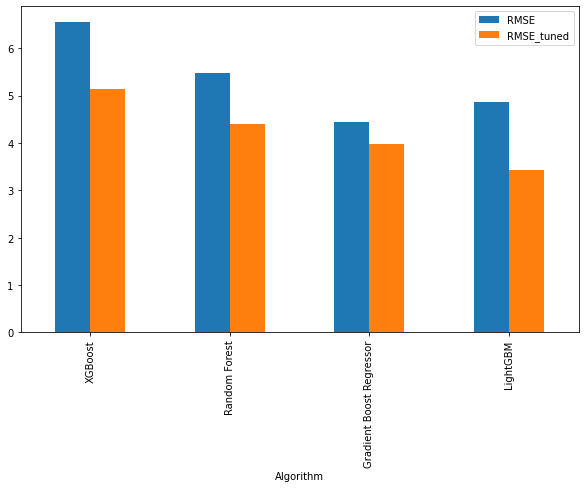 RMSE
RMSE_tuned
6
5
4
3
2
1
0
XGBoost
Random Forest
Gradient Boost Regressor
LightGBM
Algorithm